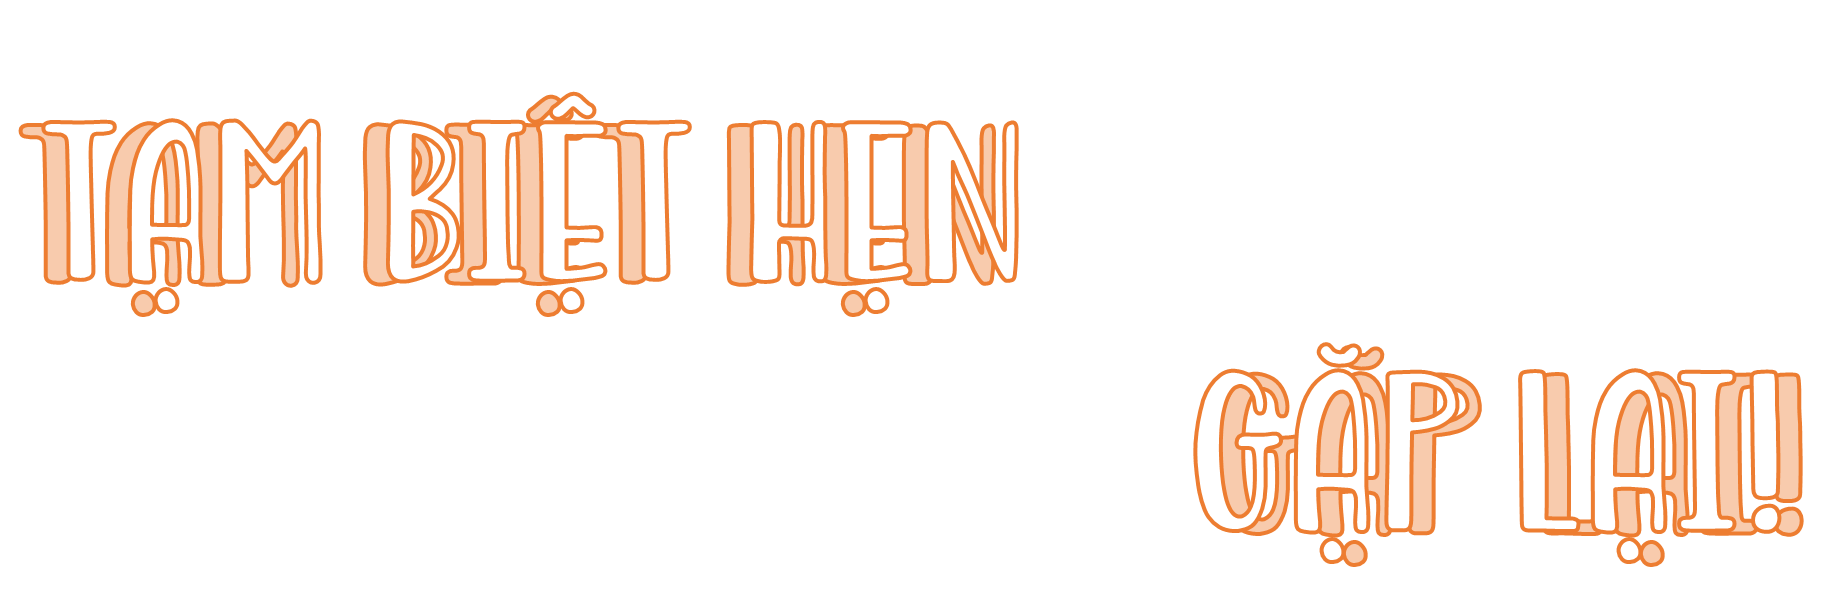 TẠM BIỆT HẸN
GẶP LẠI!